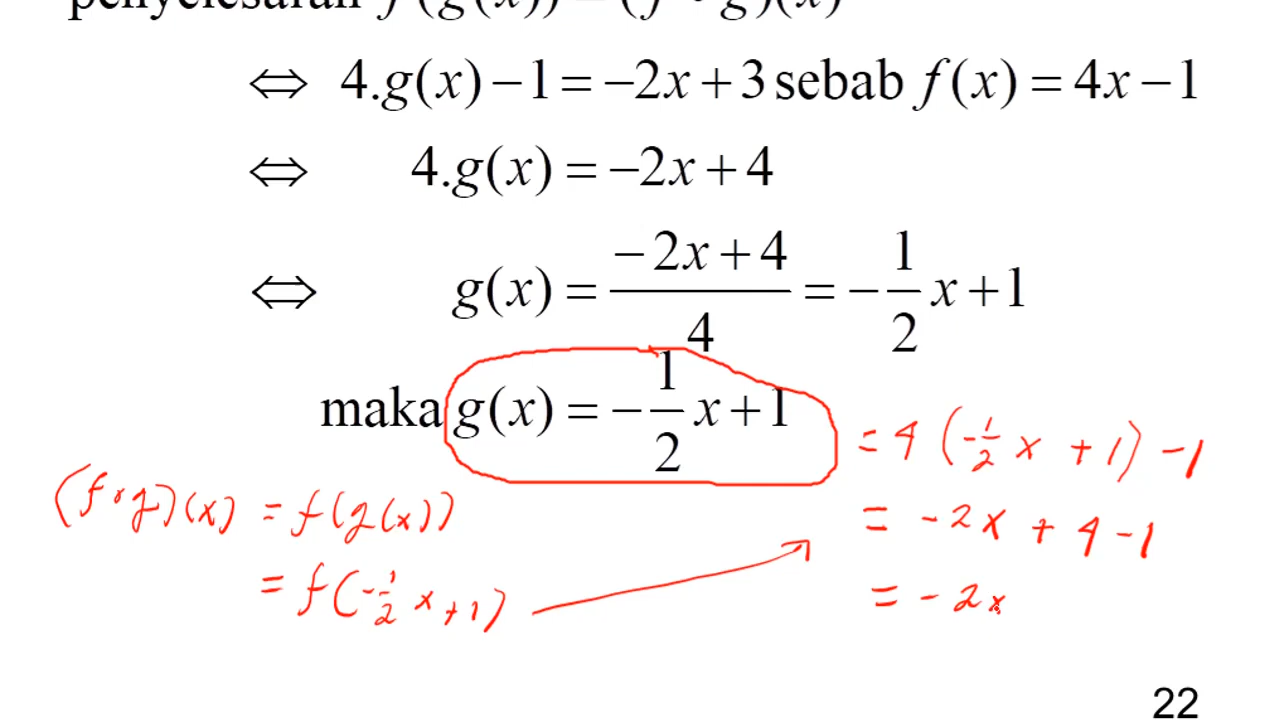 penyelesaian f(g(x)) = (f ∘ g)(x)
⇔ 4.g(x) − 1 = −2x + 3 sebab f(x) = 4x − 1
⇔ 4.g(x) = −2x + 4
⇔ g(x) = (−2x + 4)/4 = −1/2 x + 1
maka g(x) = −1/2 x + 1
(f∘g)(x) = f(g(x))
= f(-1/2 x + 1)
= 4(-1/2 x + 1) - 1
= -2x + 4 - 1
= -2x
22